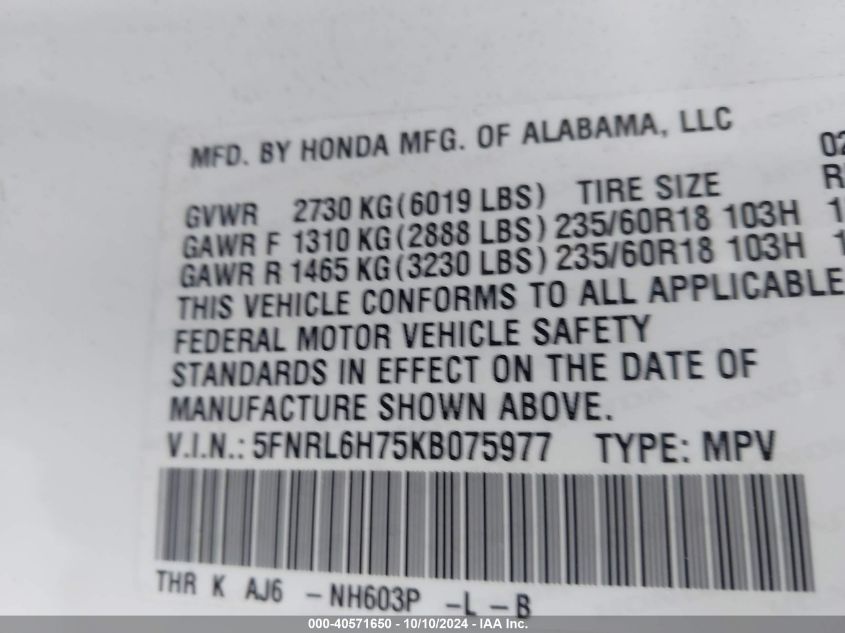 MFD. BY HONDA MFG. OF ALABAMA, LLC 02
GVWR 2730 KG (6019 LBS) TIRE SIZE R
GAWR F 1310 KG (2888 LBS) 235/60R18 103H 1
GAWR R 1465 KG (3230 LBS) 235/60R18 103H 1
THIS VEHICLE CONFORMS TO ALL APPLICABLE
FEDERAL MOTOR VEHICLE SAFETY
STANDARDS IN EFFECT ON THE DATE OF
MANUFACTURE SHOWN ABOVE.
V.I.N.: 5FNRL6H75KB075977 TYPE: MPV
THR K AJ6 -NH603P -L-B
000-40571650 - 10/10/2024 - IAA Inc.